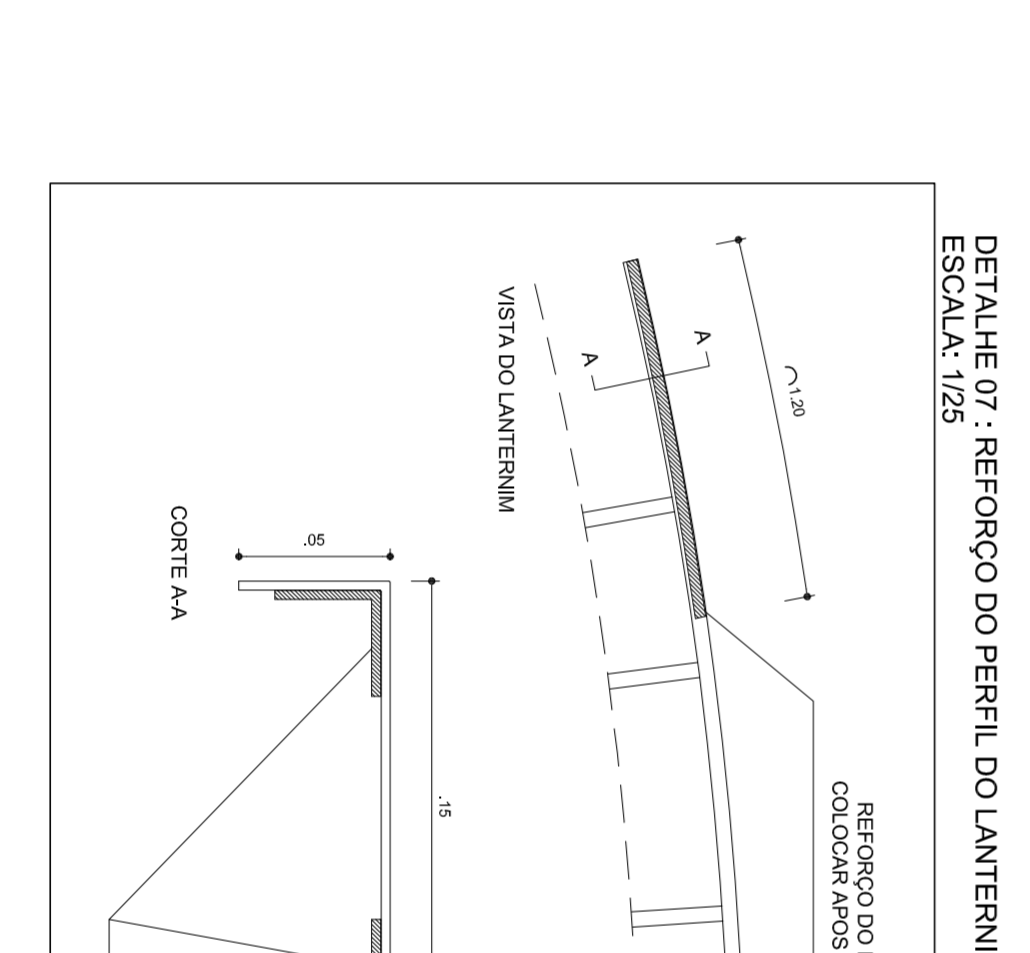 DETALHE 07 : REFORÇO DO PERFIL DO
ESCALA: 1/25
1.20
A
A
VISTA DO LANTERNIM
REFORÇO DO
COLOCAR APOS
.15
.05
CORTE A-A